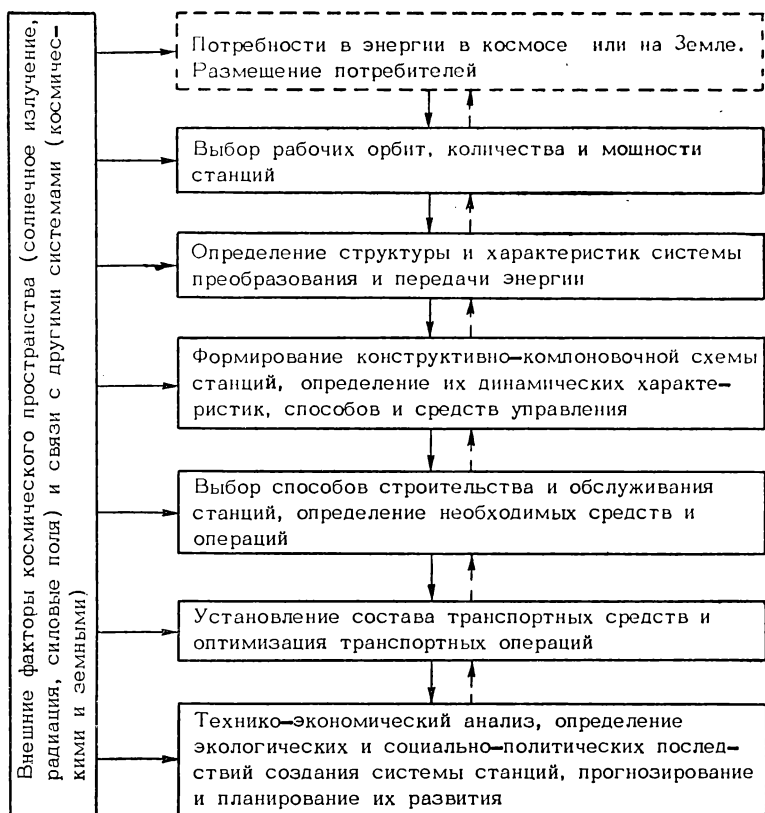 Внешние факторы космического пространства (солнечное излучение,
радиация, силовые поля) и связи с другими системами (космичес-
кими и земными)
Потребности в энергии в космосе или на Земле.
Размещение потребителей
Выбор рабочих орбит, количества и мощности
станций
Определение структуры и характеристик системы
преобразования и передачи энергии
Формирование конструктивно-компоновочной схемы
станций, определение их динамических характе-
ристик, способов и средств управления
Выбор способов строительства и обслуживания
станций, определение необходимых средств и
операций
Установление состава транспортных средств и
оптимизация транспортных операций
Технико-экономический анализ, определение
экологических и социально-политических послед-
ствий создания системы станций, прогнозирование
и планирование их развития